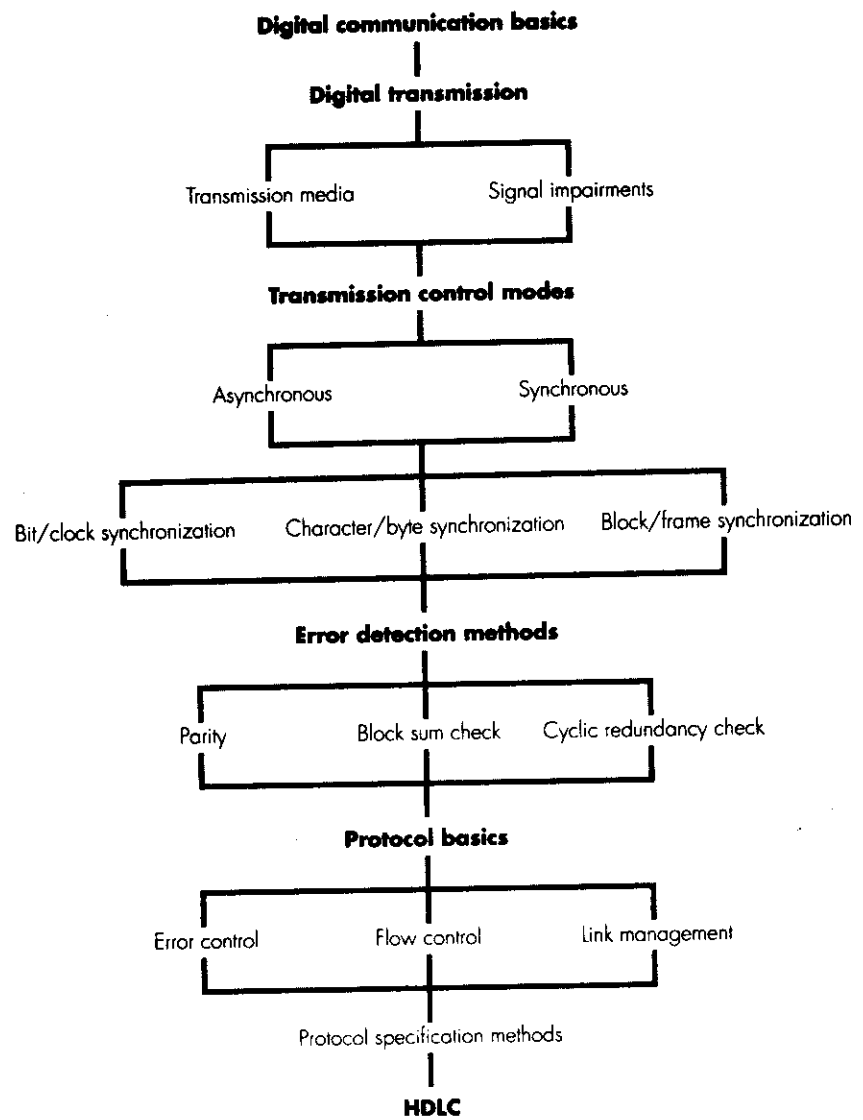 Digital communication basics
Digital transmission
Transmission media
Signal impairments
Transmission control modes
Asynchronous
Synchronous
Bit/clock synchronization
Character/byte synchronization
Block/frame synchronization
Error detection methods
Parity
Block sum check
Cyclic redundancy check
Protocol basics
Error control
Flow control
Link management
Protocol specification methods
HDLC